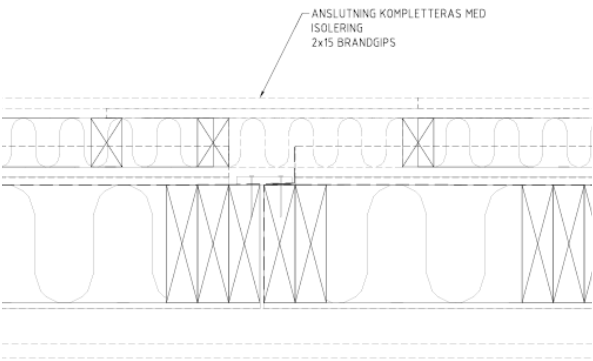 ANSLUTNING KOMPLETTERAS MED
ISOLERING
2x15 BRANDGIPS